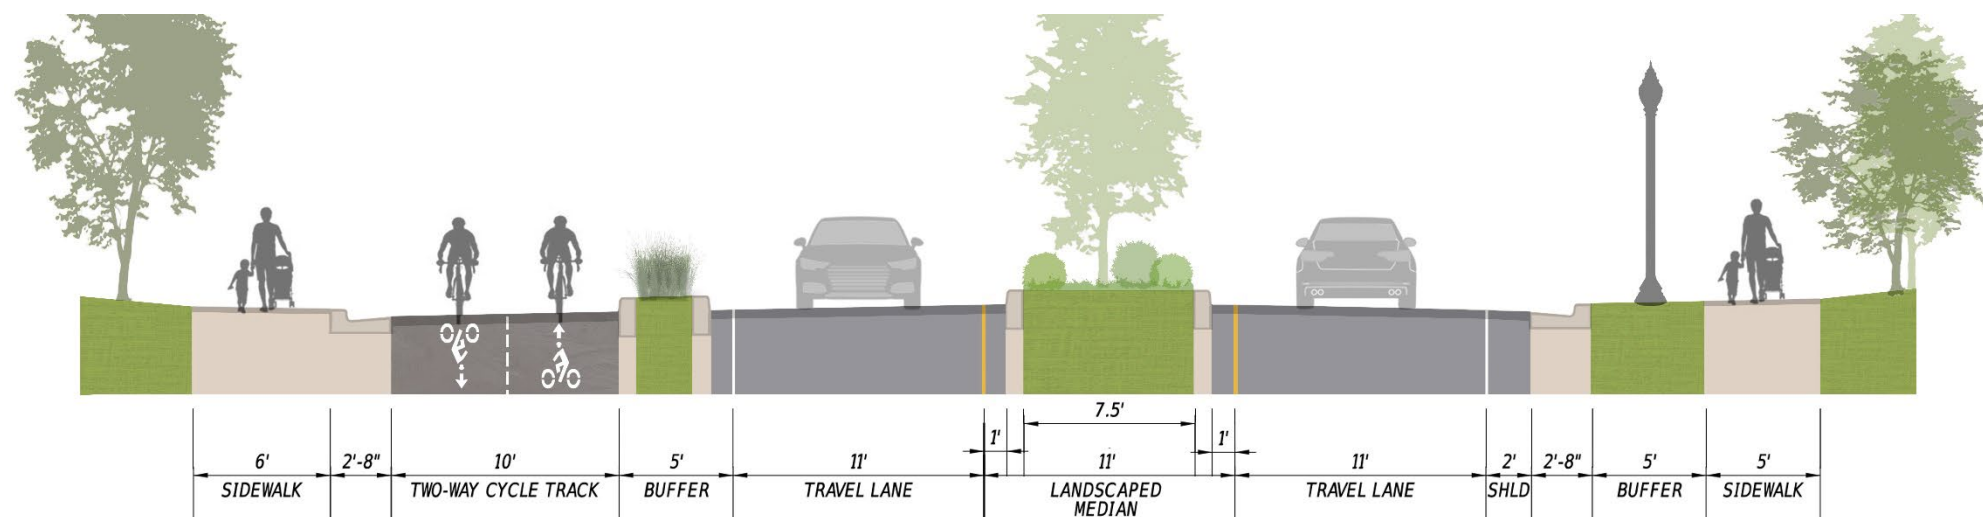 7.5'
1'
1'
6'
2'-8"
10'
5'
11'
11'
11'
2'
2'-8"
5'
5'
SIDEWALK
TWO-WAY CYCLE TRACK
BUFFER
TRAVEL LANE
LANDSCAPED
MEDIAN
TRAVEL LANE
SHLD
BUFFER
SIDEWALK